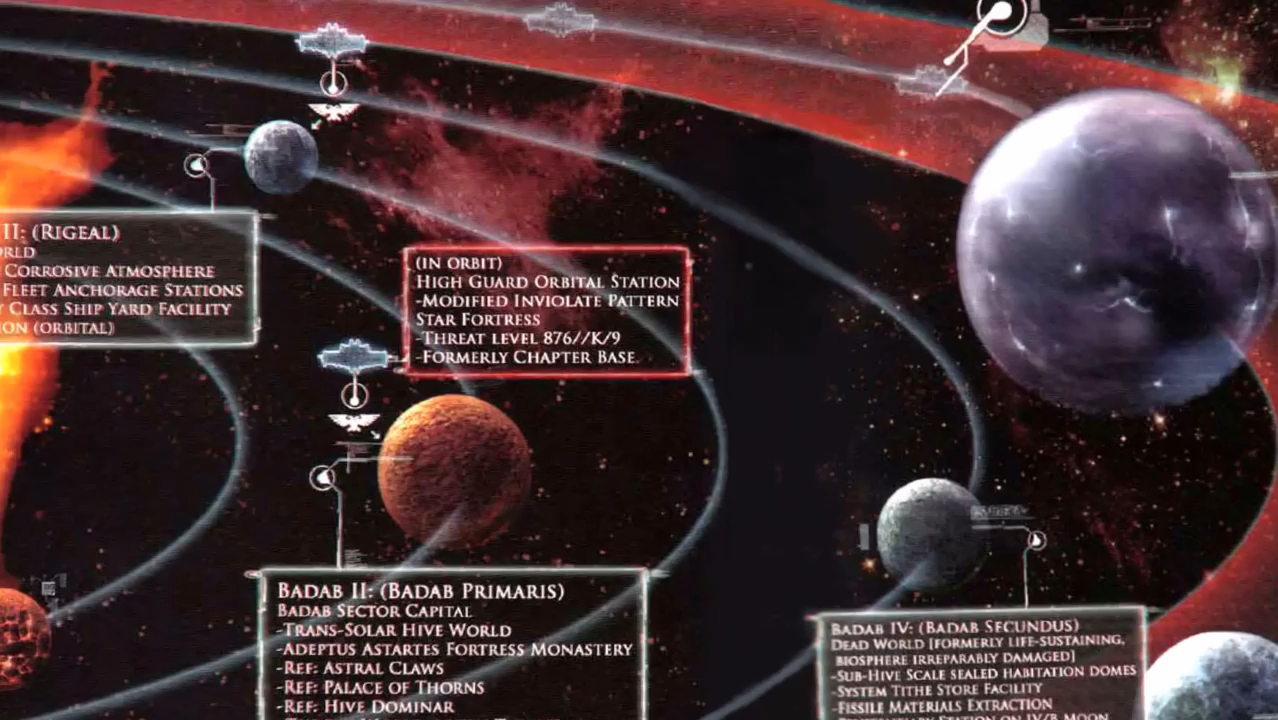 II: (RIGEAL)
CORROSIVE ATMOSPHERE
FLEET ANCHORAGE STATIONS
CLASS SHIP YARD FACILITY
(ORBITAL)
(IN ORBIT)
HIGH GUARD ORBITAL STATION
-MODIFIED INVIOLATE PATTERN
STAR FORTRESS
-THREAT LEVEL 876//K/9
-FORMERLY CHAPTER BASE.
BADAB II: (BADAB PRIMARIS)
BADAB SECTOR CAPITAL
-TRANS-SOLAR HIVE WORLD
-ADEPTUS ASTARTES FORTRESS MONASTERY
-REF: ASTRAL CLAWS
-REF: PALACE OF THORNS
-REF: HIVE DOMINAR
BADAB IV: (BADAB SECUNDUS)
DEAD WORLD [FORMERLY LIFE-SUSTAINING,
BIOSPHERE IRREPARABLY DAMAGED]
-SUB-HIVE SCALE SEALED HABITATION DOMES
-SYSTEM TITHE STORE FACILITY
-FISSILE MATERIALS EXTRACTION
STATION ON IV/B MOON